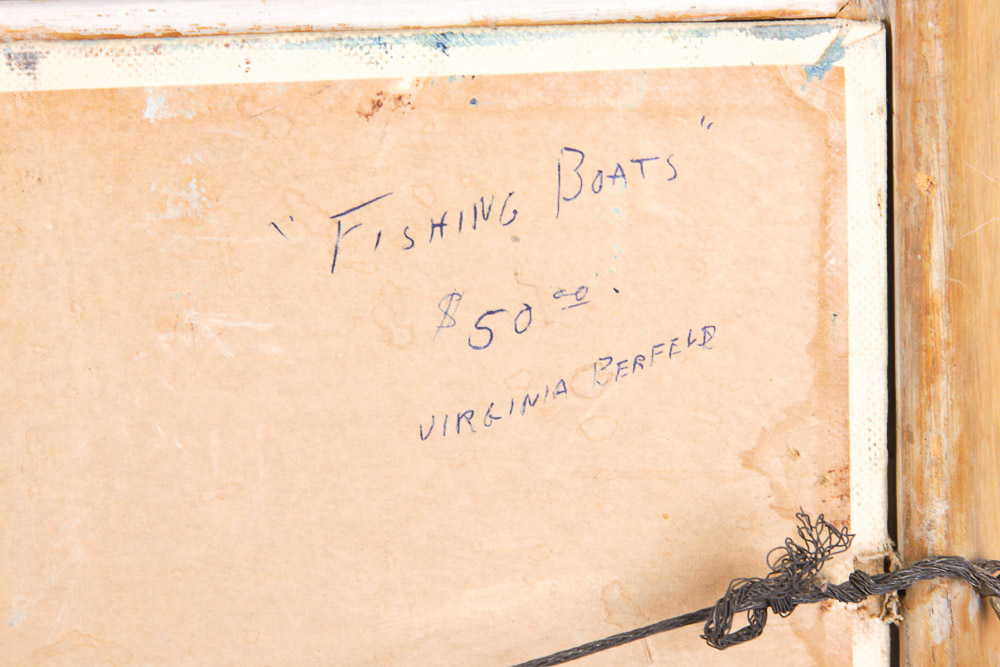 "FISHING BOATS"
$50 00.
VIRGINIA BERFELD